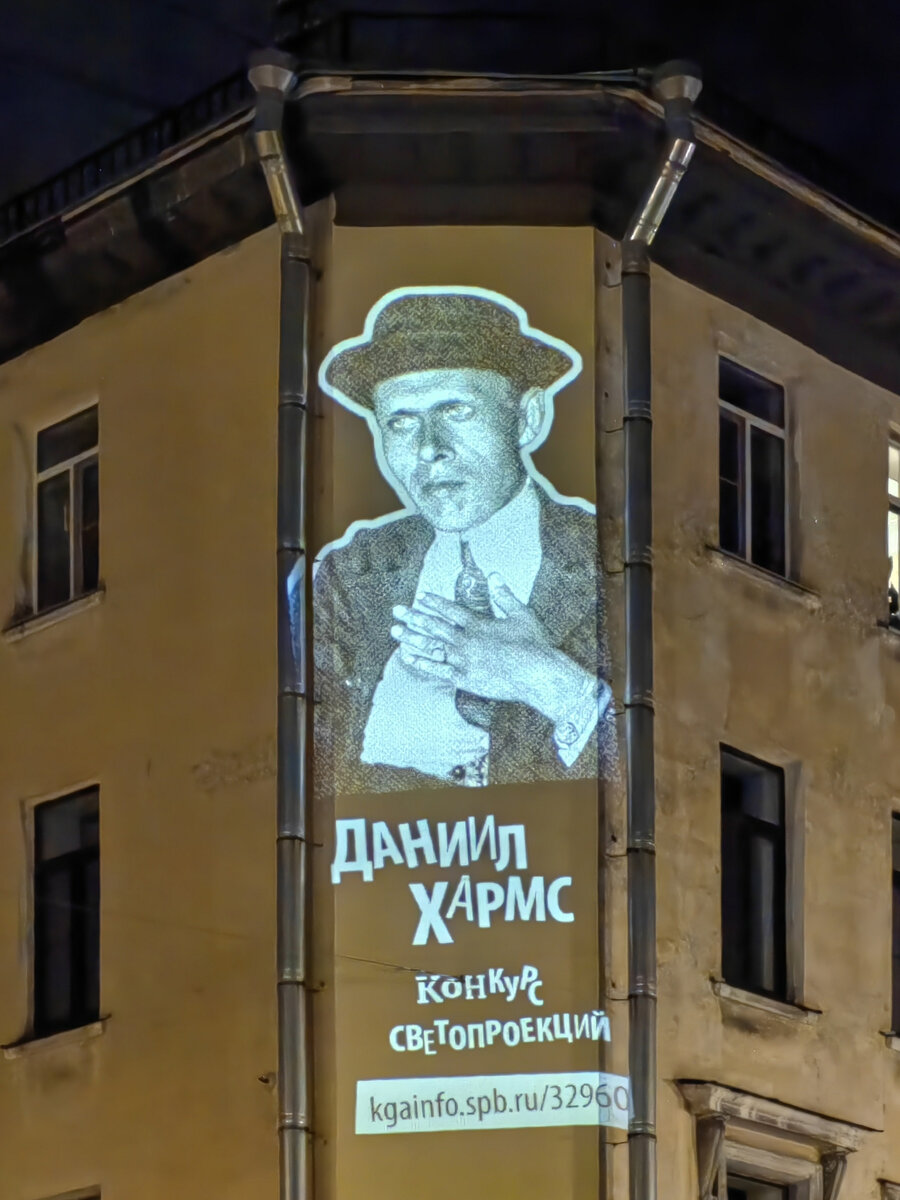 ДАНИИЛ
ХАРМС
КОНКУРС
СВЕТОПРОЕКЦИЙ
kgainfo.spb.ru/32960